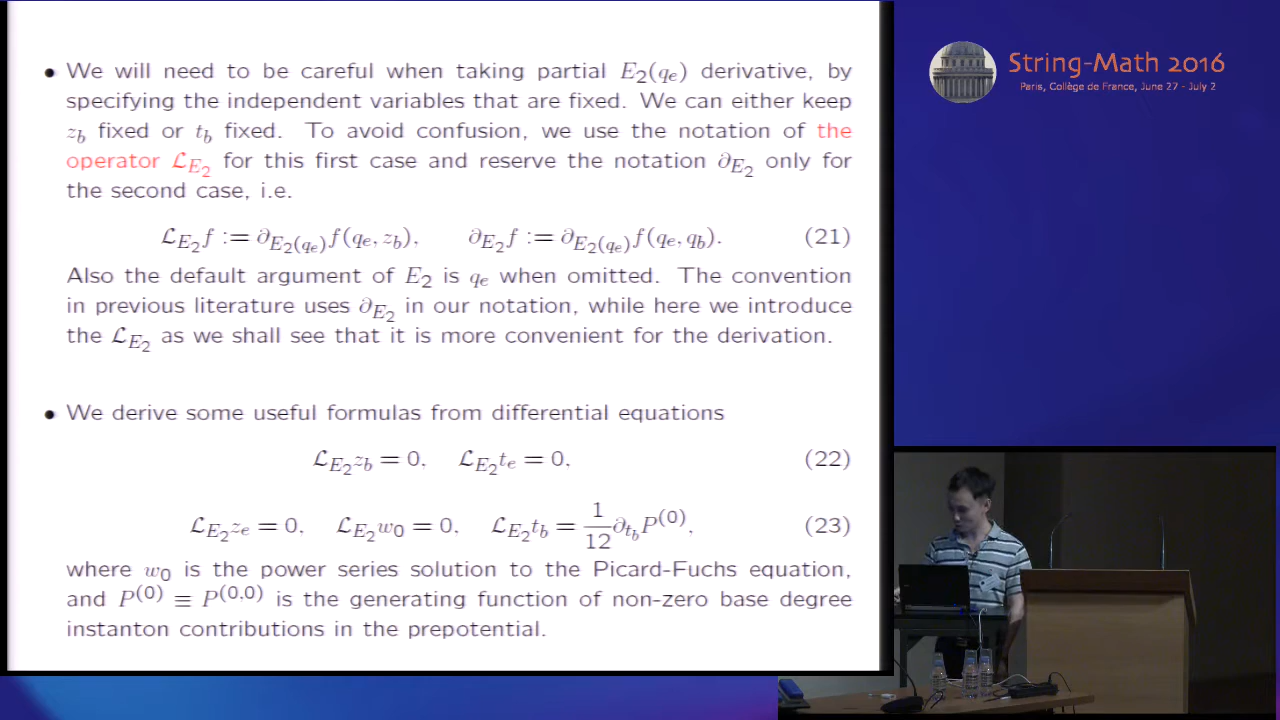 • We will need to be careful when taking partial E₂(qₑ) derivative, by
specifying the independent variables that are fixed. We can either keep
z_b fixed or t_b fixed. To avoid confusion, we use the notation of the
operator ℒ_{E₂} for this first case and reserve the notation ∂_{E₂} only for
the second case, i.e.
ℒ_{E₂} f := ∂_{E₂(qₑ)} f(qₑ, z_b), ∂_{E₂} f := ∂_{E₂(qₑ)} f(qₑ, q_b). (21)
Also the default argument of E₂ is qₑ when omitted. The convention
in previous literature uses ∂_{E₂} in our notation, while here we introduce
the ℒ_{E₂} as we shall see that it is more convenient for the derivation.
• We derive some useful formulas from differential equations
ℒ_{E₂} z_b = 0, ℒ_{E₂} tₑ = 0, (22)
ℒ_{E₂} zₑ = 0, ℒ_{E₂} w₀ = 0, ℒ_{E₂} t_b = 1/12 ∂_{t_b} P⁽⁰⁾, (23)
where w₀ is the power series solution to the Picard-Fuchs equation,
and P⁽⁰⁾ ≡ P⁽⁰,⁰⁾ is the generating function of non-zero base degree
instanton contributions in the prepotential.
String-Math 2016
Paris, Collège de France, June 27 - July 2